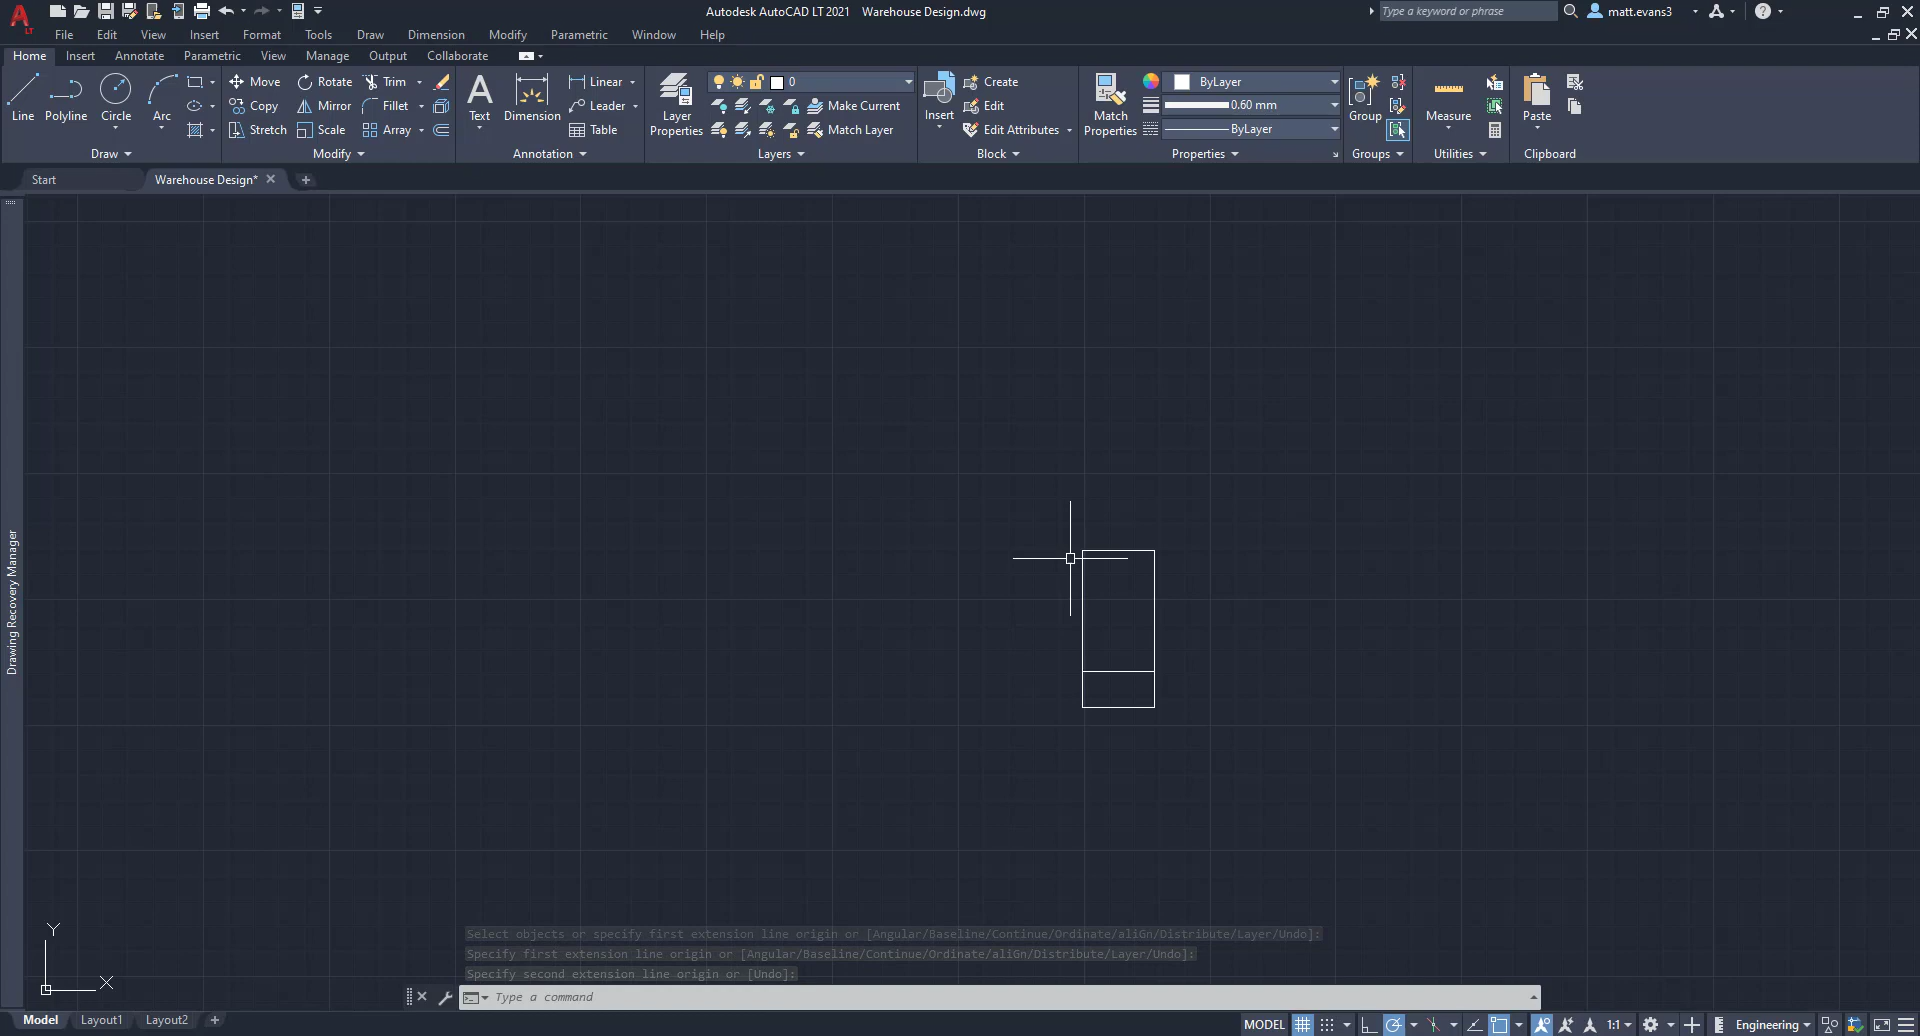 Autodesk AutoCAD LT 2021 Warehouse Design.dwg
Type a keyword or phrase
matt.evans3
LT
File Edit View Insert Format Tools Draw Dimension Modify Parametric Window Help
Home Insert Annotate Parametric View Manage Output Collaborate
Line Polyline Circle Arc
Move Rotate Trim
Copy Mirror Fillet
Stretch Scale Array
Text Dimension
Linear
Leader
Table
Layer Properties
0
Make Current
Match Layer
Insert
Create
Edit
Edit Attributes
Match Properties
ByLayer
0.60 mm
ByLayer
Group
Measure
Paste
Draw Modify Annotation Layers Block Properties Groups Utilities Clipboard
Start Warehouse Design*
Drawing Recovery Manager
Y
X
Select objects or specify first extension line origin or [Angular/Baseline/Continue/Ordinate/aliGn/Distribute/Layer/Undo]:
Specify first extension line origin or [Angular/Baseline/Continue/Ordinate/aliGn/Distribute/Layer/Undo]:
Specify second extension line origin or [Undo]:
Type a command
Model Layout1 Layout2
MODEL 1:1 Engineering